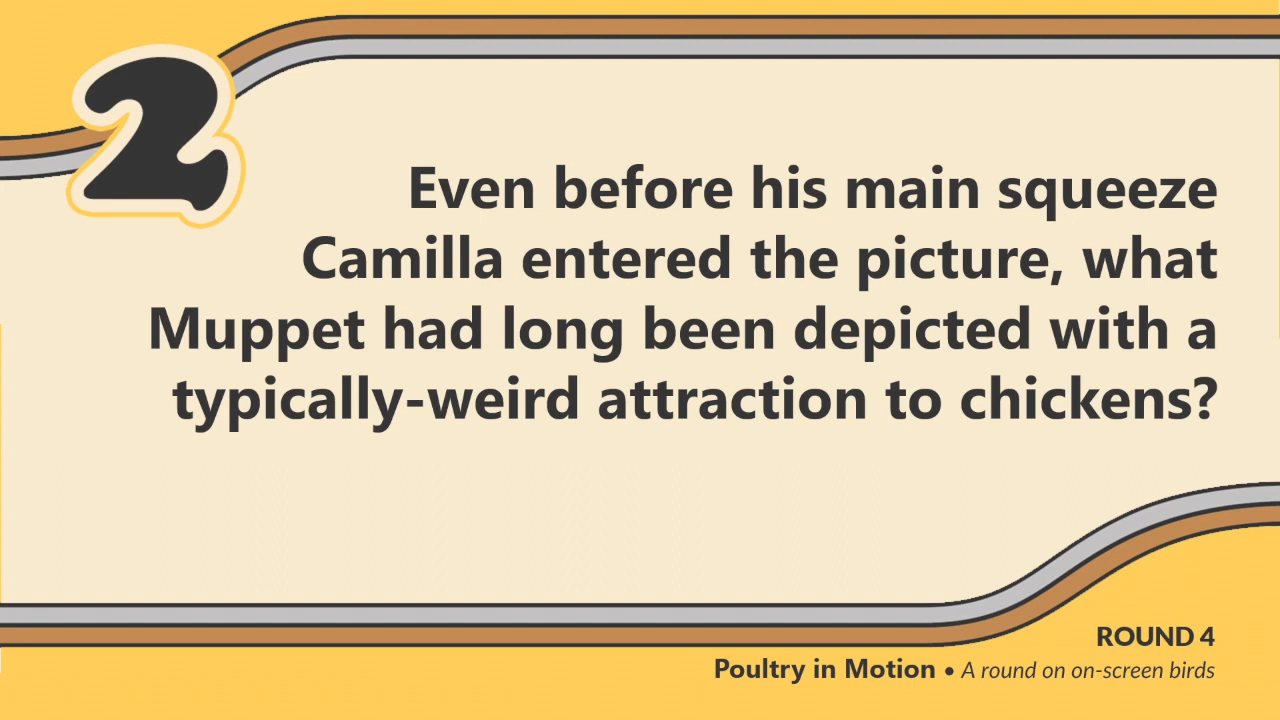 2
Even before his main squeeze
Camilla entered the picture, what
Muppet had long been depicted with a
typically-weird attraction to chickens?
ROUND 4
Poultry in Motion • A round on on-screen birds